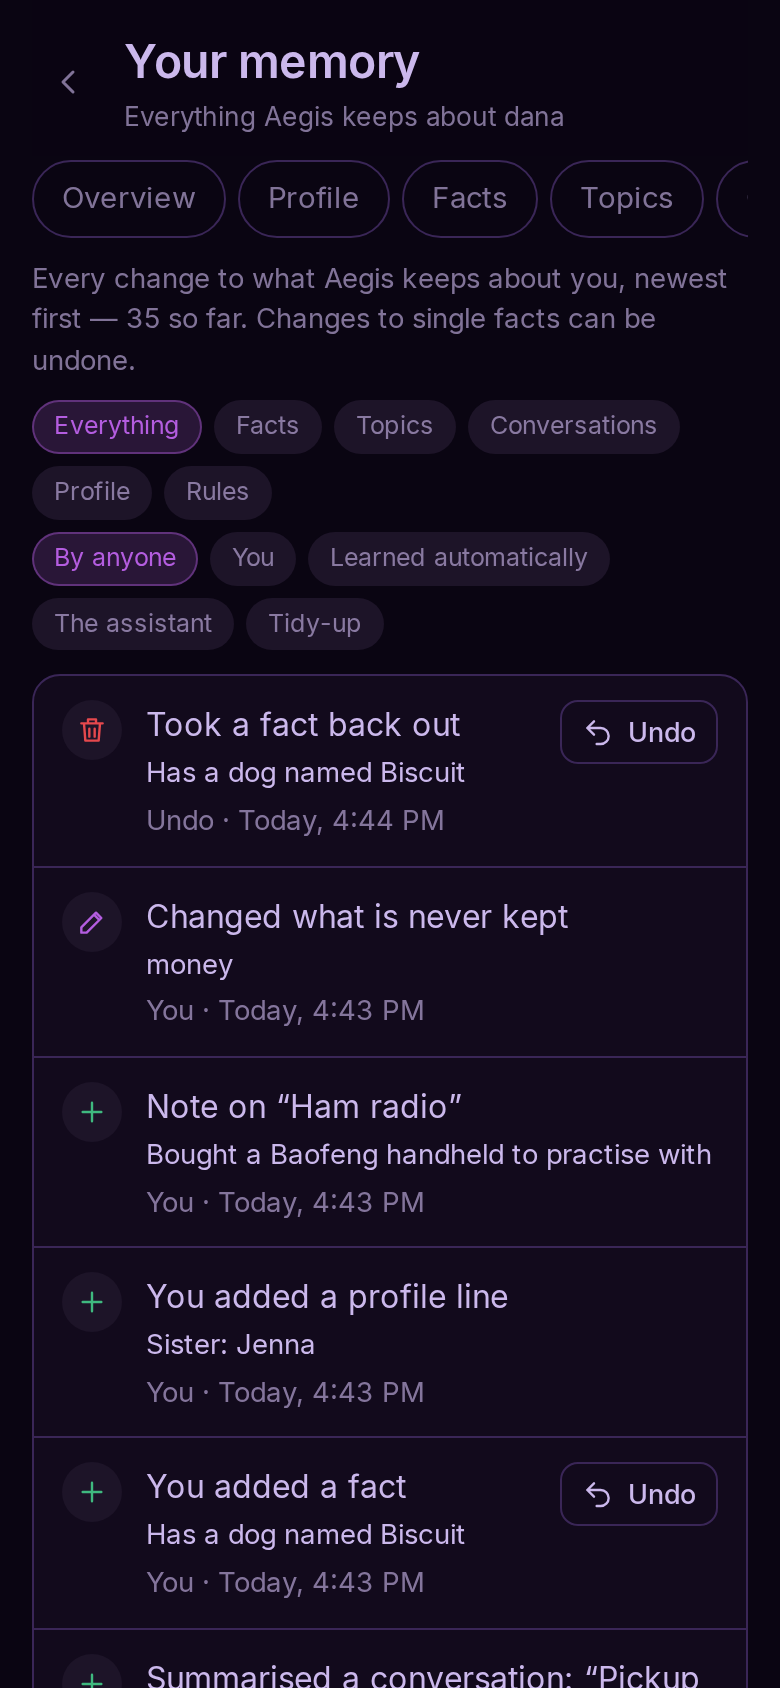 Your memory
Everything Aegis keeps about dana
Overview
Profile
Facts
Topics
Every change to what Aegis keeps about you, newest
first — 35 so far. Changes to single facts can be
undone.
Everything
Facts
Topics
Conversations
Profile
Rules
By anyone
You
Learned automatically
The assistant
Tidy-up
Took a fact back out
Undo
Has a dog named Biscuit
Undo · Today, 4:44 PM
Changed what is never kept
money
You · Today, 4:43 PM
Note on “Ham radio”
Bought a Baofeng handheld to practise with
You · Today, 4:43 PM
You added a profile line
Sister: Jenna
You · Today, 4:43 PM
You added a fact
Undo
Has a dog named Biscuit
You · Today, 4:43 PM
Summarised a conversation: “Pickup